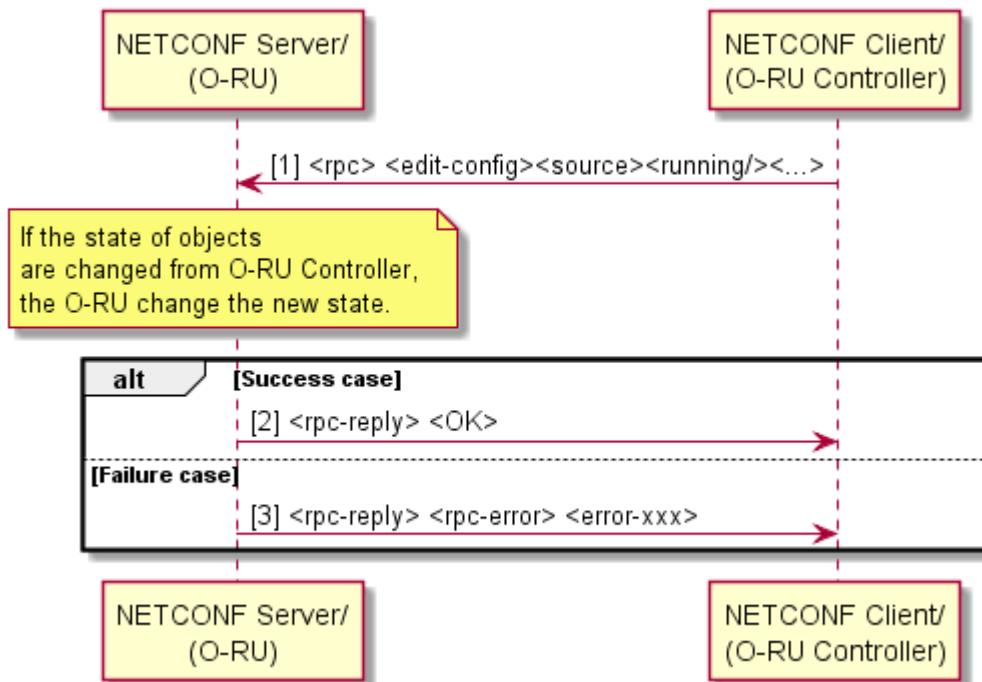 NETCONF Server/
(O-RU)
NETCONF Client/
(O-RU Controller)
[1] <rpc> <edit-config><source><running/><...>
If the state of objects
are changed from O-RU Controller,
the O-RU change the new state.
alt
[Success case]
[2] <rpc-reply> <OK>
[Failure case]
[3] <rpc-reply> <rpc-error> <error-xxx>
NETCONF Server/
(O-RU)
NETCONF Client/
(O-RU Controller)